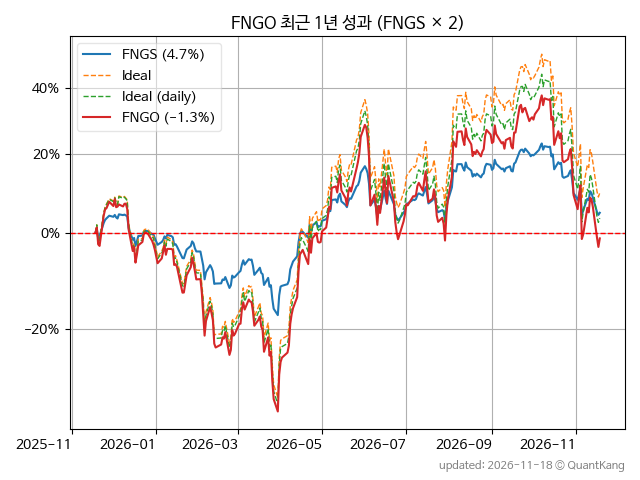 FNGO 최근 1년 성과 (FNGS × 2)
FNGS (4.7%)
Ideal
Ideal (daily)
FNGO (−1.3%)
40%
20%
0%
−20%
2025-11
2026-01
2026-03
2026-05
2026-07
2026-09
2026-11
updated: 2026-11-18 © QuantKang